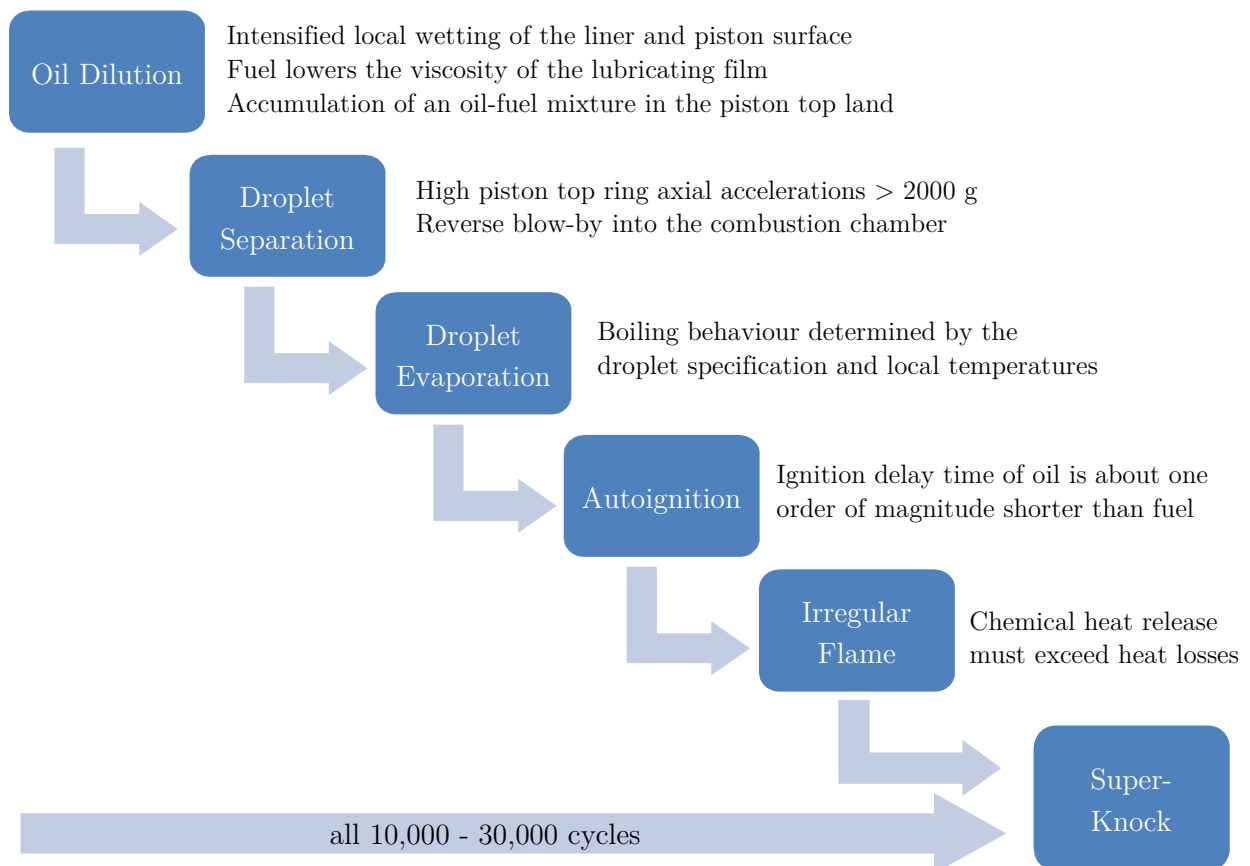 Oil Dilution
Intensified local wetting of the liner and piston surface
Fuel lowers the viscosity of the lubricating film
Accumulation of an oil-fuel mixture in the piston top land
Droplet
Separation
High piston top ring axial accelerations > 2000 g
Reverse blow-by into the combustion chamber
Droplet
Evaporation
Boiling behaviour determined by the
droplet specification and local temperatures
Autoignition
Ignition delay time of oil is about one
order of magnitude shorter than fuel
Irregular
Flame
Chemical heat release
must exceed heat losses
Super-
Knock
all 10,000 - 30,000 cycles